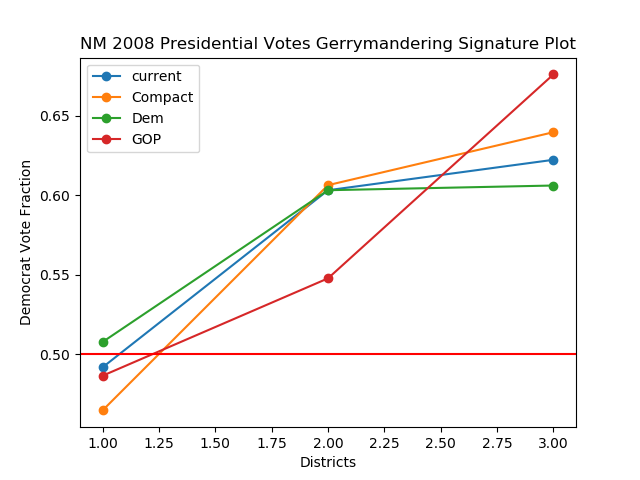 NM 2008 Presidential Votes Gerrymandering Signature Plot
current
Compact
Dem
GOP
0.65
0.60
0.55
0.50
Democrat Vote Fraction
1.00 1.25 1.50 1.75 2.00 2.25 2.50 2.75 3.00
Districts